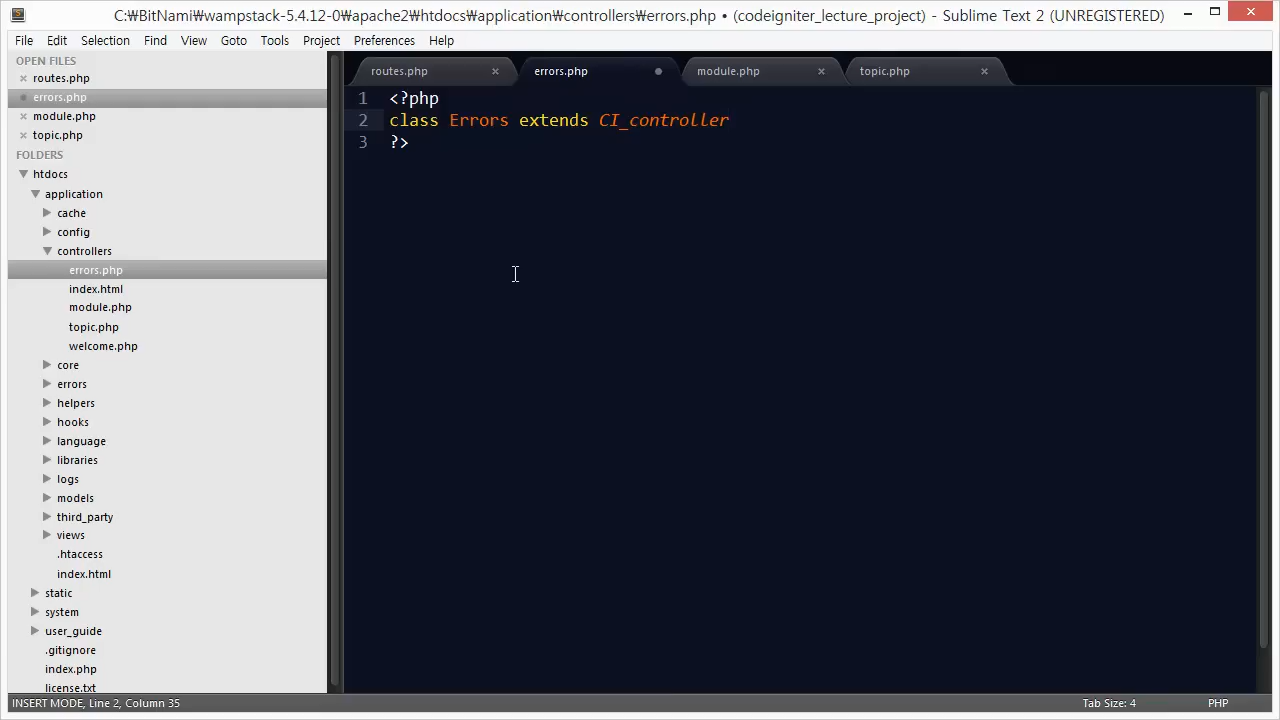 C:₩BitNami₩wampstack-5.4.12-0₩apache2₩htdocs₩application₩controllers₩errors.php • (codeigniter_lecture_project) - Sublime Text 2 (UNREGISTERED)
File Edit Selection Find View Goto Tools Project Preferences Help
OPEN FILES
routes.php
errors.php
module.php
topic.php
FOLDERS
htdocs
application
cache
config
controllers
errors.php
index.html
module.php
topic.php
welcome.php
core
errors
helpers
hooks
language
libraries
logs
models
third_party
views
.htaccess
index.html
static
system
user_guide
.gitignore
index.php
license.txt
routes.php errors.php module.php topic.php
1 <?php
2 class Errors extends CI_controller
3 ?>
INSERT MODE, Line 2, Column 35 Tab Size: 4 PHP